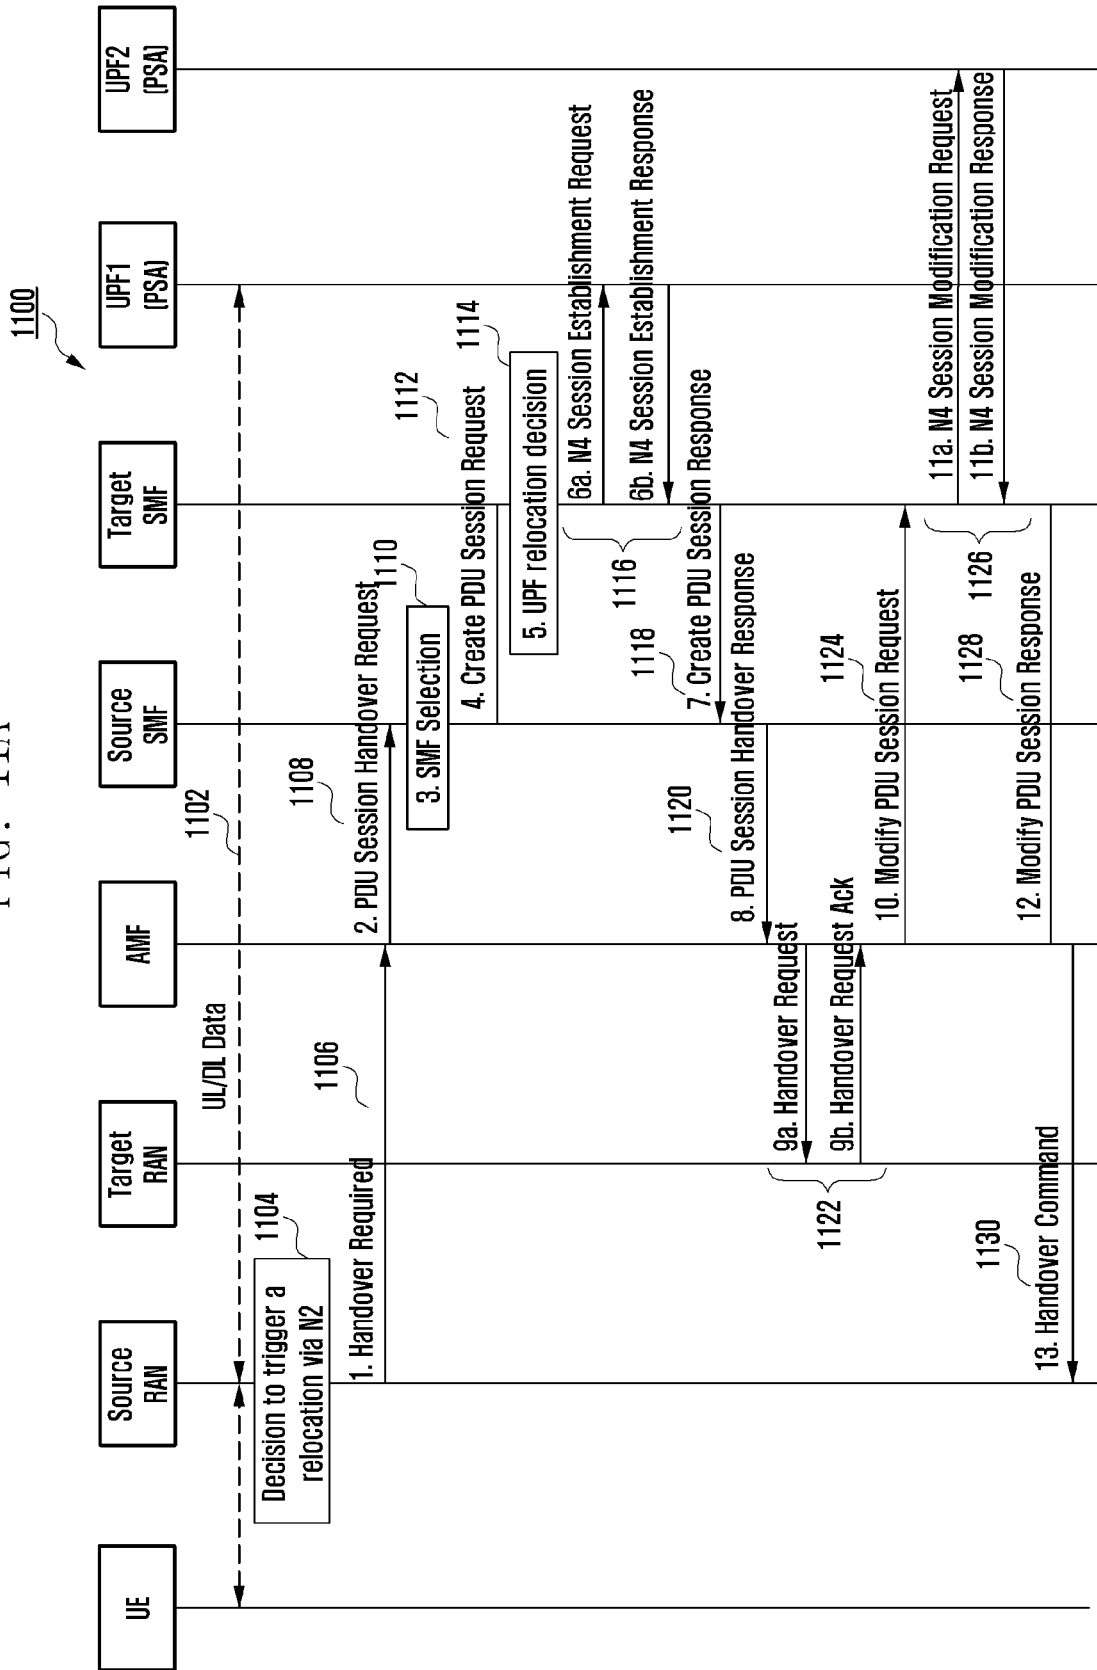 FIG. 11A
1100
UE
Source
RAN
Target
RAN
AMF
Source
SMF
Target
SMF
UPF1
(PSA)
UPF2
(PSA)
UL/DL Data
1102
Decision to trigger a
relocation via N2
1104
1. Handover Required
1106
2. PDU Session Handover Request
1108
3. SMF Selection
1110
4. Create PDU Session Request
1112
5. UPF relocation decision
1114
6a. N4 Session Establishment Request
6b. N4 Session Establishment Response
1116
7. Create PDU Session Response
1118
8. PDU Session Handover Response
1120
9a. Handover Request
9b. Handover Request Ack
1122
10. Modify PDU Session Request
1124
11a. N4 Session Modification Request
11b. N4 Session Modification Response
1126
12. Modify PDU Session Response
1128
13. Handover Command
1130